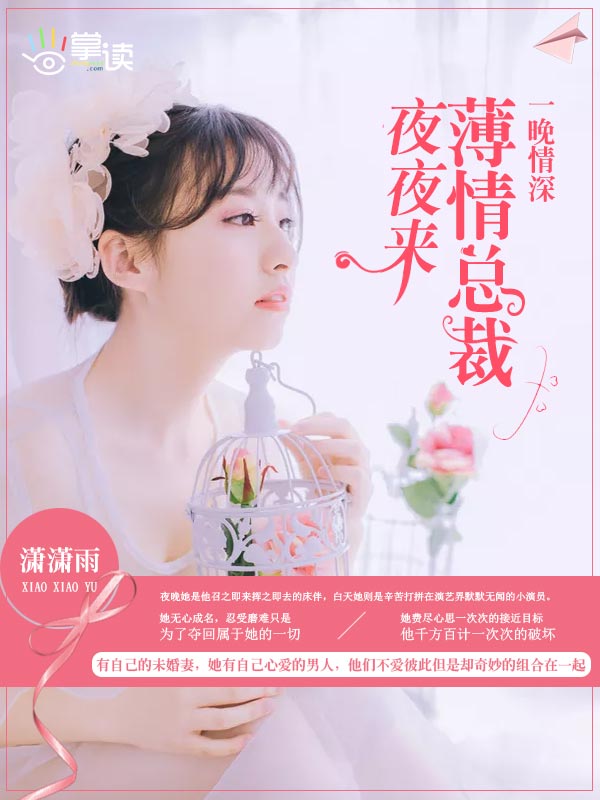 掌读
.com
一晚情深
薄情总裁
夜夜来
潇潇雨
XIAO XIAO YU
夜晚她是他召之即来挥之即去的床伴，白天她则是辛苦打拼在演艺界默默无闻的小演员。
她无心成名，忍受磨难只是
为了夺回属于她的一切
她费尽心思一次次的接近目标
他千方百计一次次的破坏
有自己的未婚妻，她有自己心爱的男人，他们不爱彼此但是却奇妙的组合在一起